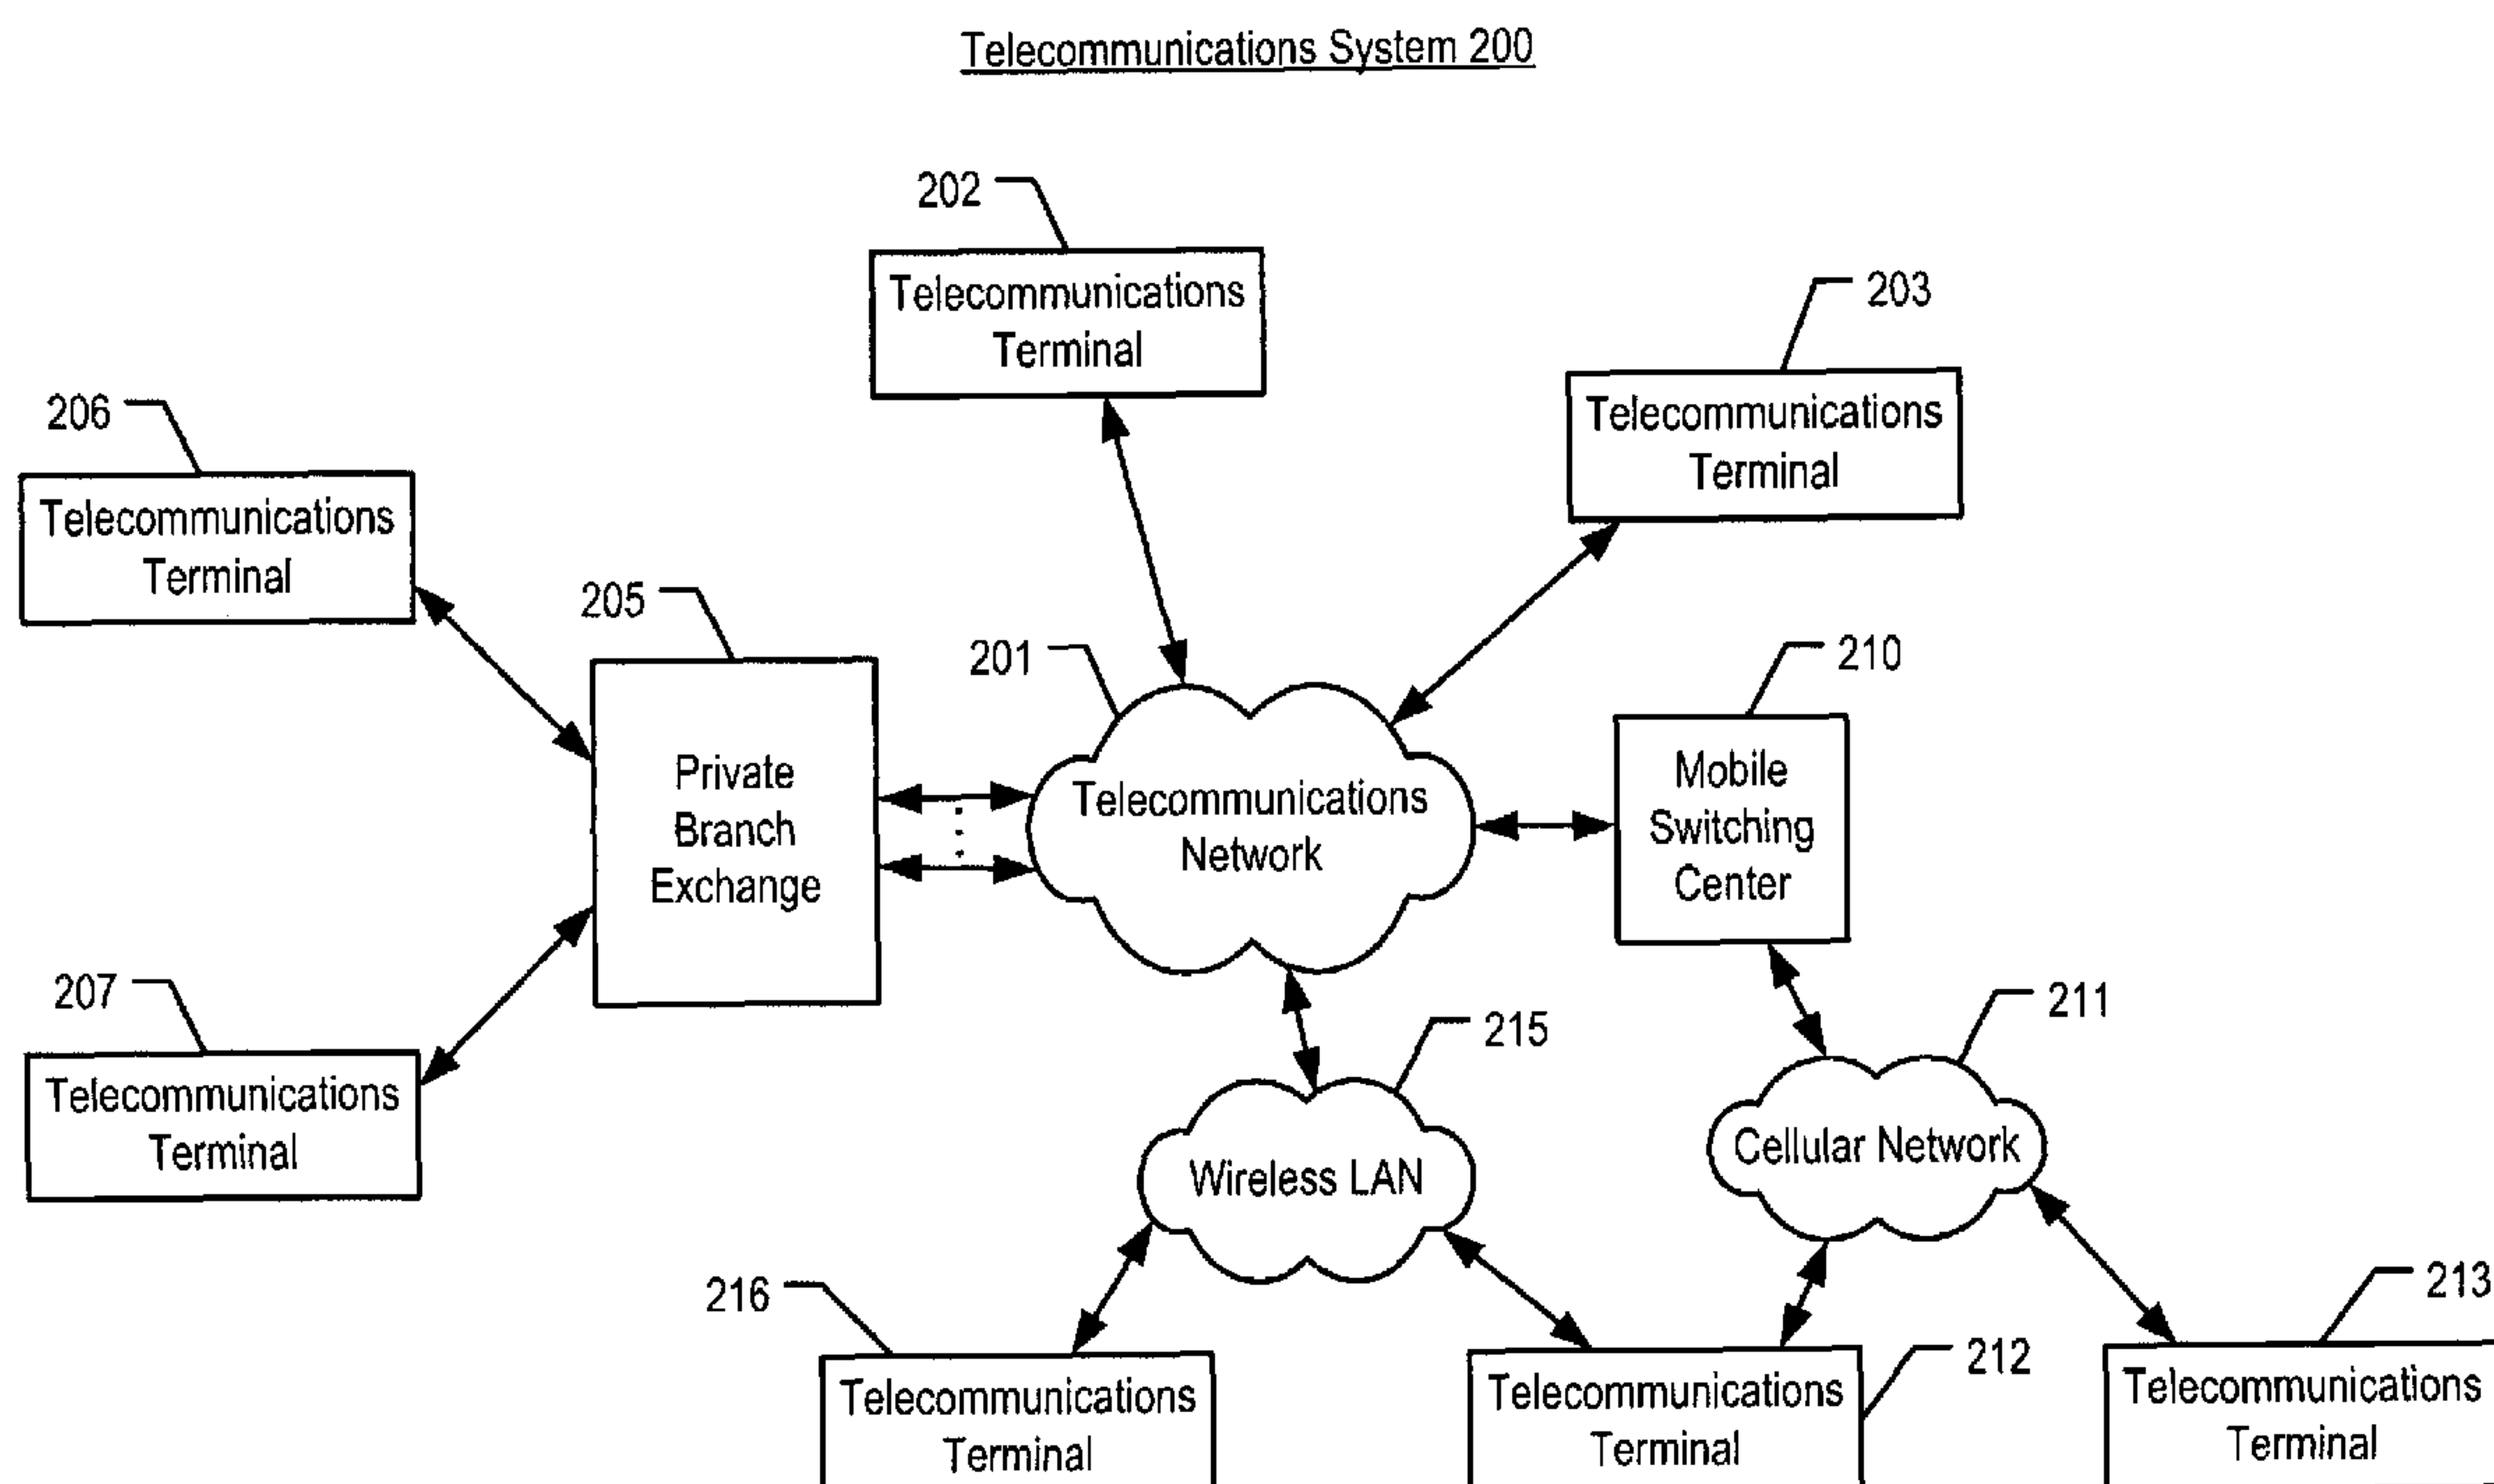 Telecommunications System 200
202
Telecommunications
Terminal
203
Telecommunications
Terminal
206
Telecommunications
Terminal
205
Private
Branch
Exchange
201
Telecommunications
Network
210
Mobile
Switching
Center
207
Telecommunications
Terminal
215
Wireless LAN
211
Cellular Network
216
Telecommunications
Terminal
212
Telecommunications
Terminal
213
Telecommunications
Terminal